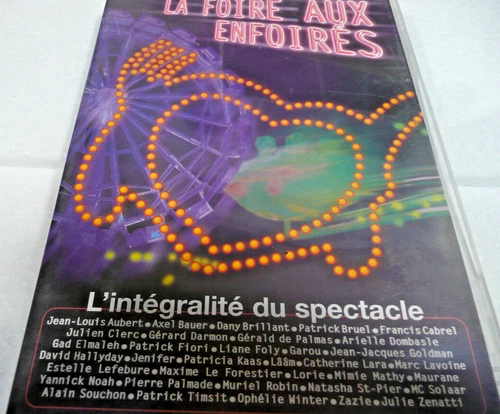 LA FOIRE AUX
ENFOIRÉS
L'intégralité du spectacle
Jean-Louis Aubert • Axel Bauer • Dany Brillant • Patrick Bruel • Francis Cabrel
Julien Clerc • Gérard Darmon • Gérald de Palmas • Arielle Dombasle
Gad Elmaleh • Patrick Fiori • Liane Foly • Garou • Jean-Jacques Goldman
David Hallyday • Jenifer • Patricia Kaas • Lââm • Catherine Lara • Marc Lavoine
Estelle Lefebure • Maxime Le Forestier • Lorie • Mimie Mathy • Maurane
Yannick Noah • Pierre Palmade • Muriel Robin • Natasha St-Pier • MC Solaar
Alain Souchon • Patrick Timsit • Ophélie Winter • Zazie • Julie Zenatti